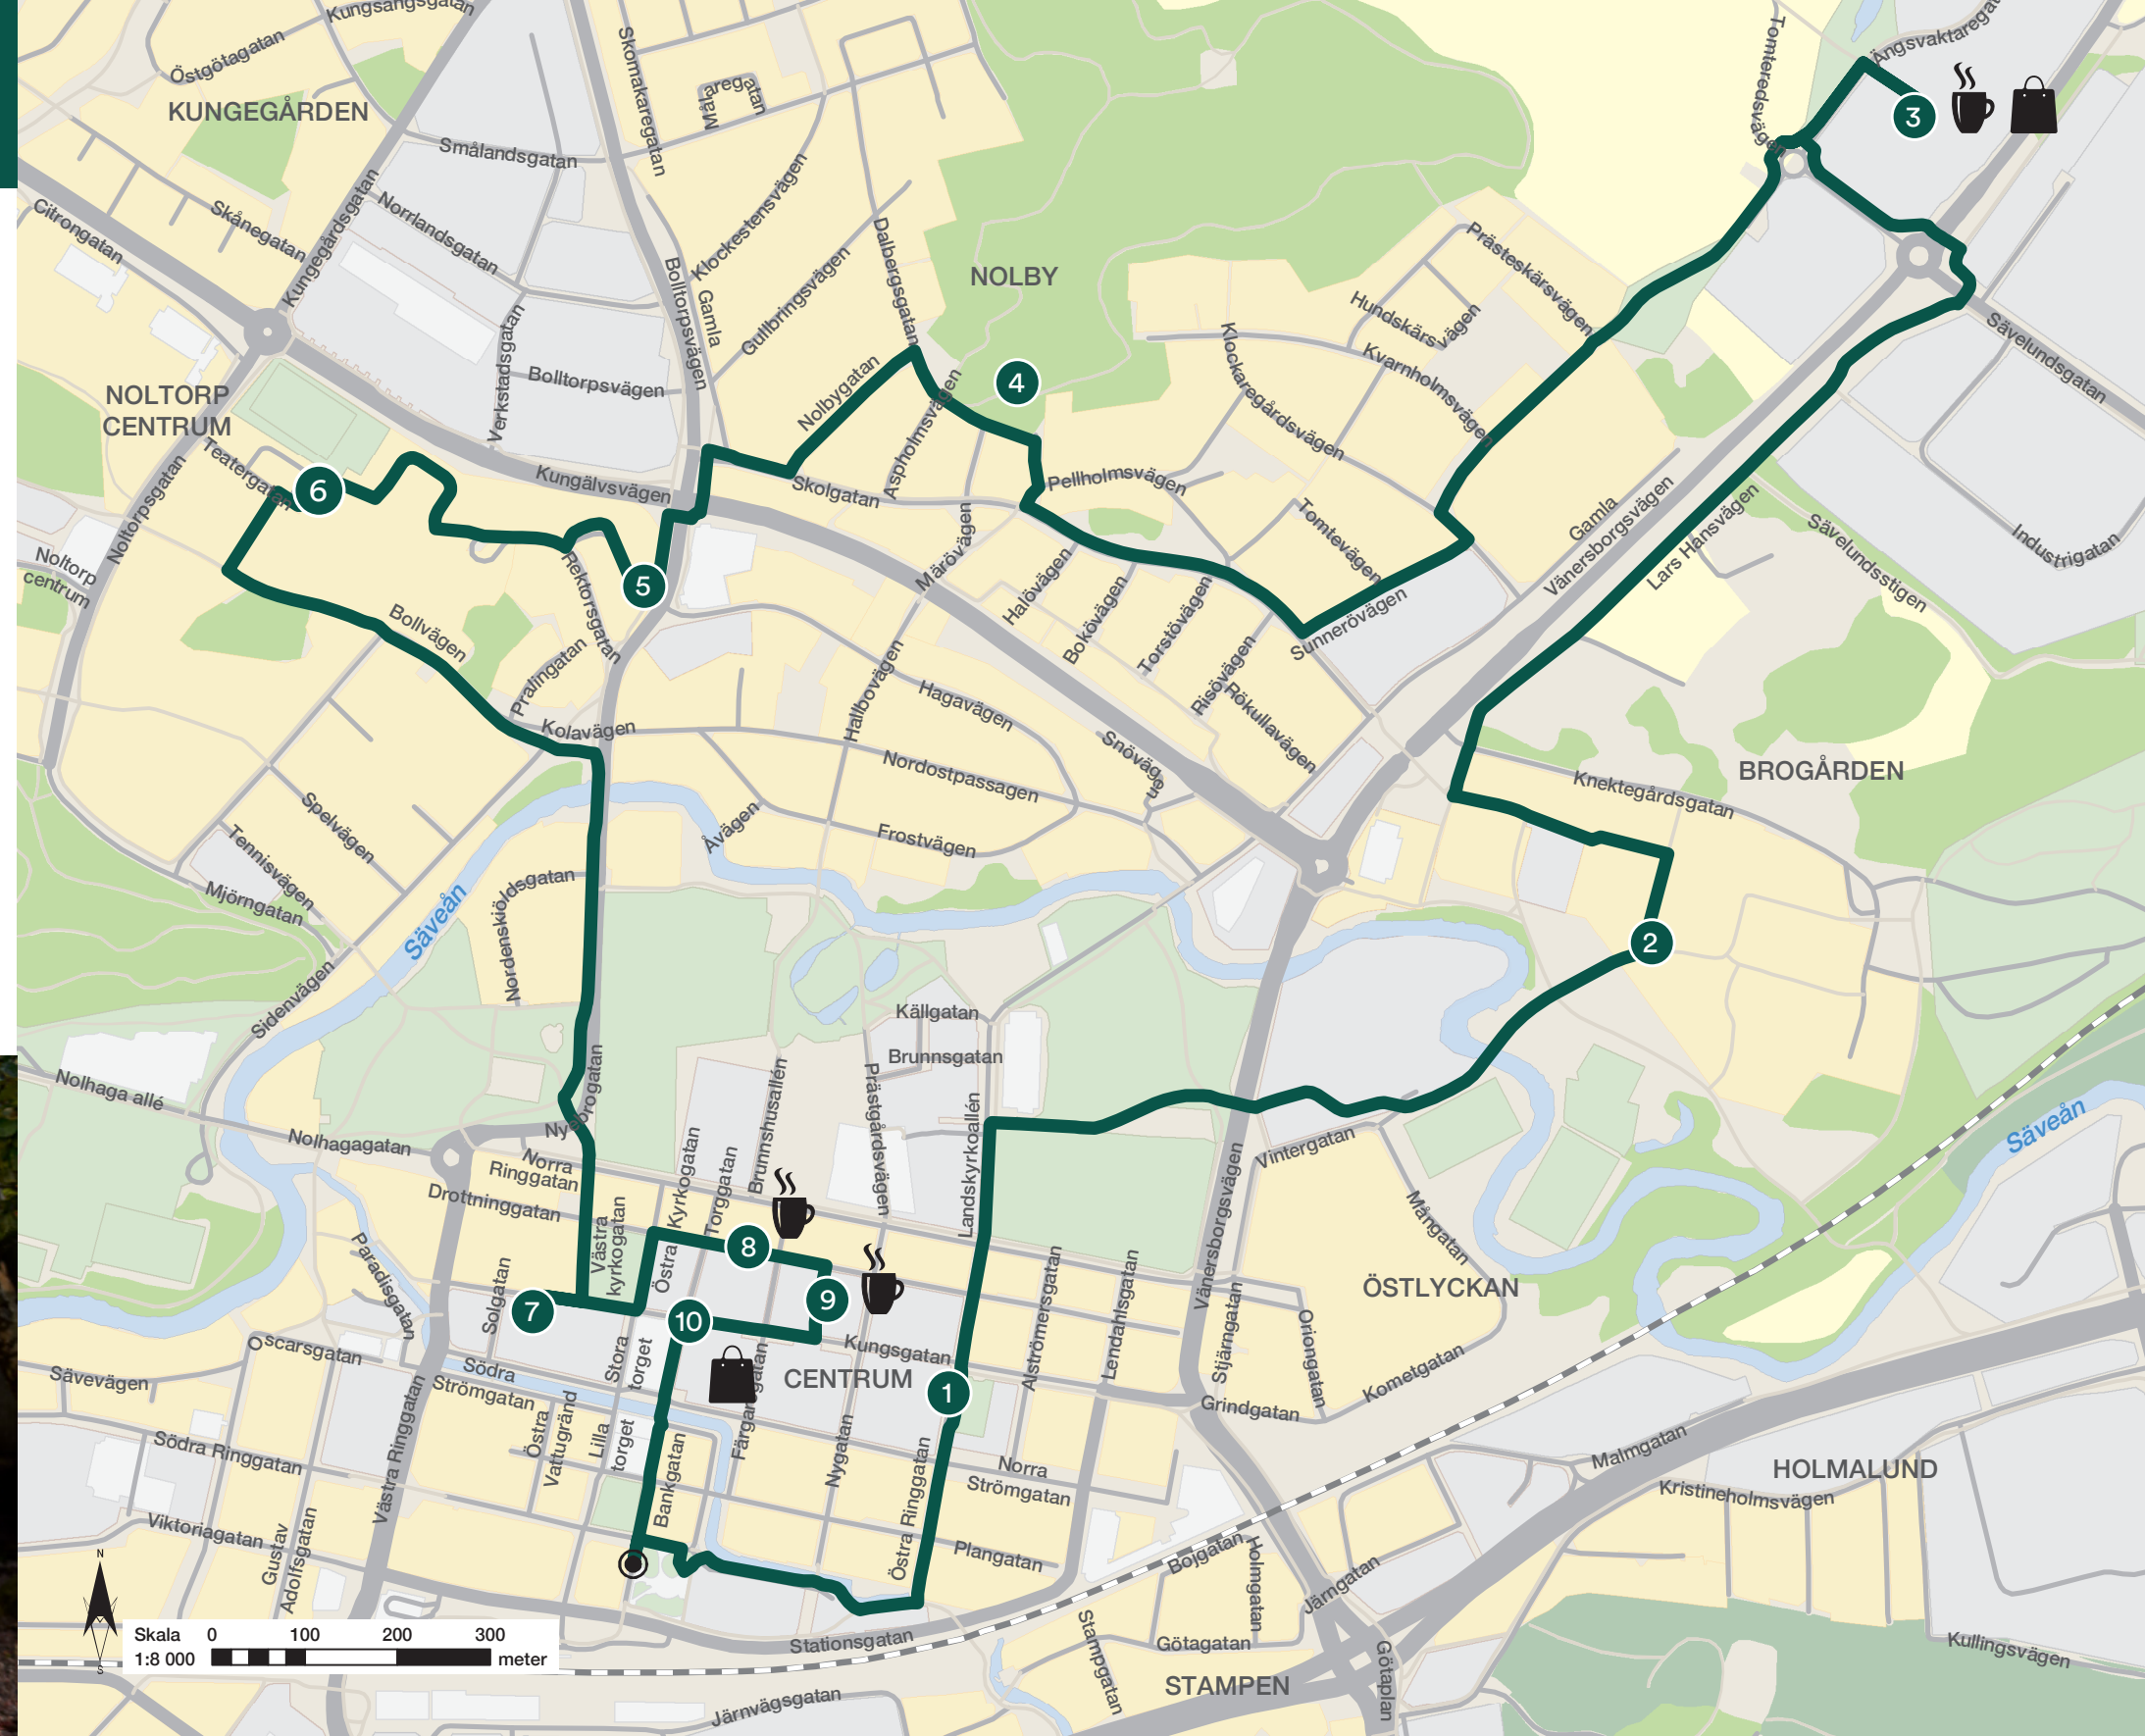 Kungsängsgatan
Östgötagatan
KUNGEGÅRDEN
Smålandsgatan
Skomakaregatan
Målaregatan
Tomteredsvägen
Ängsvaktaregatan
3
Citrongatan
Skånegatan
Kungegårdsgatan
Norrlandsgatan
Klockestensvägen
Gamla
Bolltorpsvägen
Gullbringsvägen
Dalbergsgatan
NOLBY
Prästeskärsvägen
Hundskärsvägen
Klockaregårdsvägen
Kvarnholmsvägen
Sävelundsgatan
Verkstadsgatan
Bolltorpsvägen
NOLTORP
CENTRUM
Teatergatan
6
Noltorpsgatan
Kungälvsvägen
Nolbygatan
Aspholmsvägen
4
Skolgatan
Pellholmsvägen
Tomtevägen
Gamla
Vänersborgsvägen
Lars Hansvägen
Sävelundsstigen
Industrigatan
Noltorp
centrum
Rektorsgatan
5
Märövägen
Halövägen
Bokövägen
Torstövägen
Risövägen
Rökullavägen
Sunnerövägen
Bollvägen
Pralingatan
Kolavägen
Hallbovägen
Hagavägen
Nordostpassagen
Snövägen
Åvägen
Frostvägen
Knektegårdsgatan
BROGÅRDEN
Spelvägen
Tennisvägen
Mjörngatan
Säveån
Nordenskiöldsgatan
Sidenvägen
2
Källgatan
Brunnsgatan
Nolhaga allé
Nolhagagatan
Nyebrogatan
Norra
Ringgatan
Drottninggatan
Västra
kyrkogatan
Östra Kyrkogatan
Torggatan
Brunnshusallén
Prästgårdsvägen
Landskyrkoallén
Vintergatan
Vänersborgsvägen
Mångatan
Säveån
ÖSTLYCKAN
Paradisgatan
Solgatan
7
8
9
10
1
Stora
torget
CENTRUM
Kungsgatan
Alströmersgatan
Lendahlsgatan
Stjärngatan
Oriongatan
Grindgatan
Kometgatan
Oscarsgatan
Sävevägen
Södra
Strömgatan
Södra Ringgatan
Västra Ringgatan
Östra
Vattugränd
Lilla
torget
Bankgatan
Färgaregatan
Nygatan
Östra Ringgatan
Norra
Strömgatan
Plangatan
Malmgatan
HOLMALUND
Kristineholmsvägen
Viktoriagatan
Gustav
Adolfsgatan
Bojgatan
Holmgatan
Järngatan
Stationsgatan
Stampgatan
Götagatan
STAMPEN
Götaplan
Kullingsvägen
Järnvägsgatan
N
S
Skala 0 100 200 300
1:8 000 meter